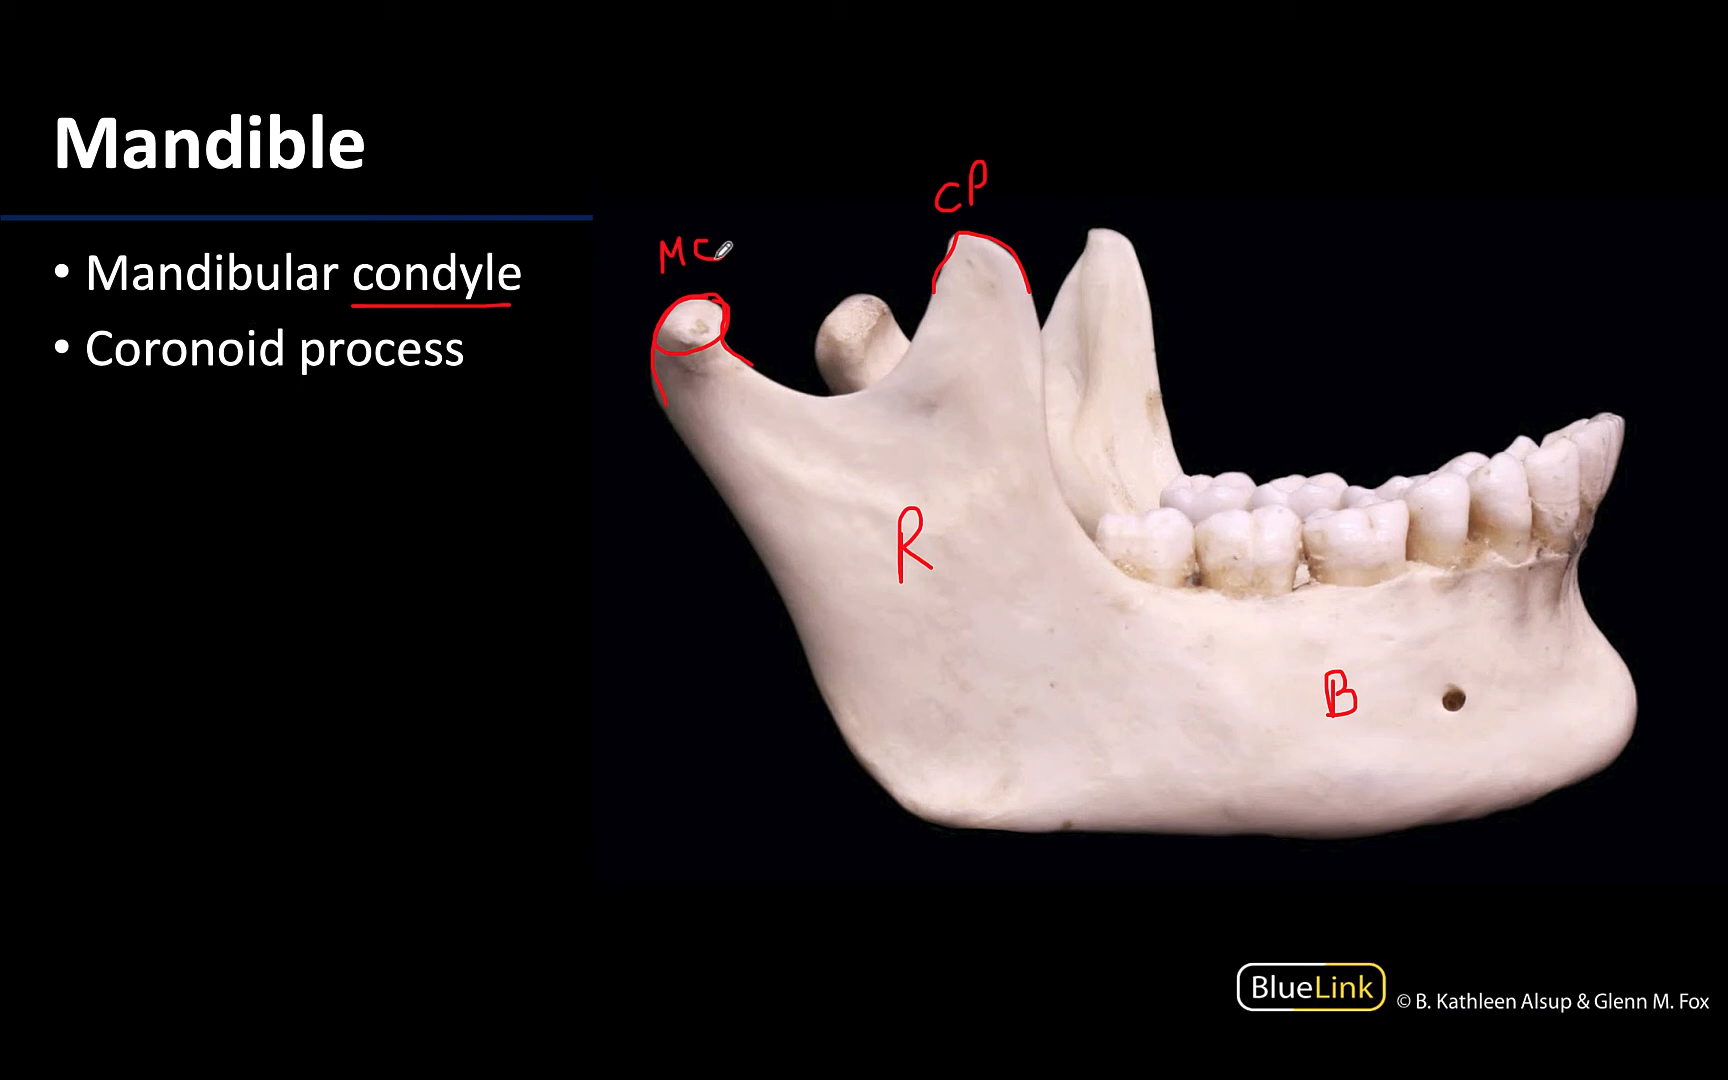 Mandible
• Mandibular condyle
• Coronoid process
CP
MC
R
B
BlueLink
© B. Kathleen Alsup & Glenn M. Fox